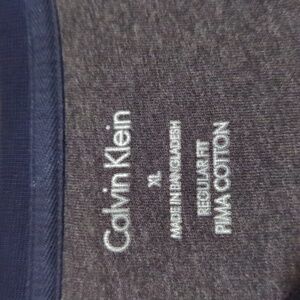 Calvin Klein
XL
MADE IN BANGLADESH
REGULAR FIT
PIMA COTTON